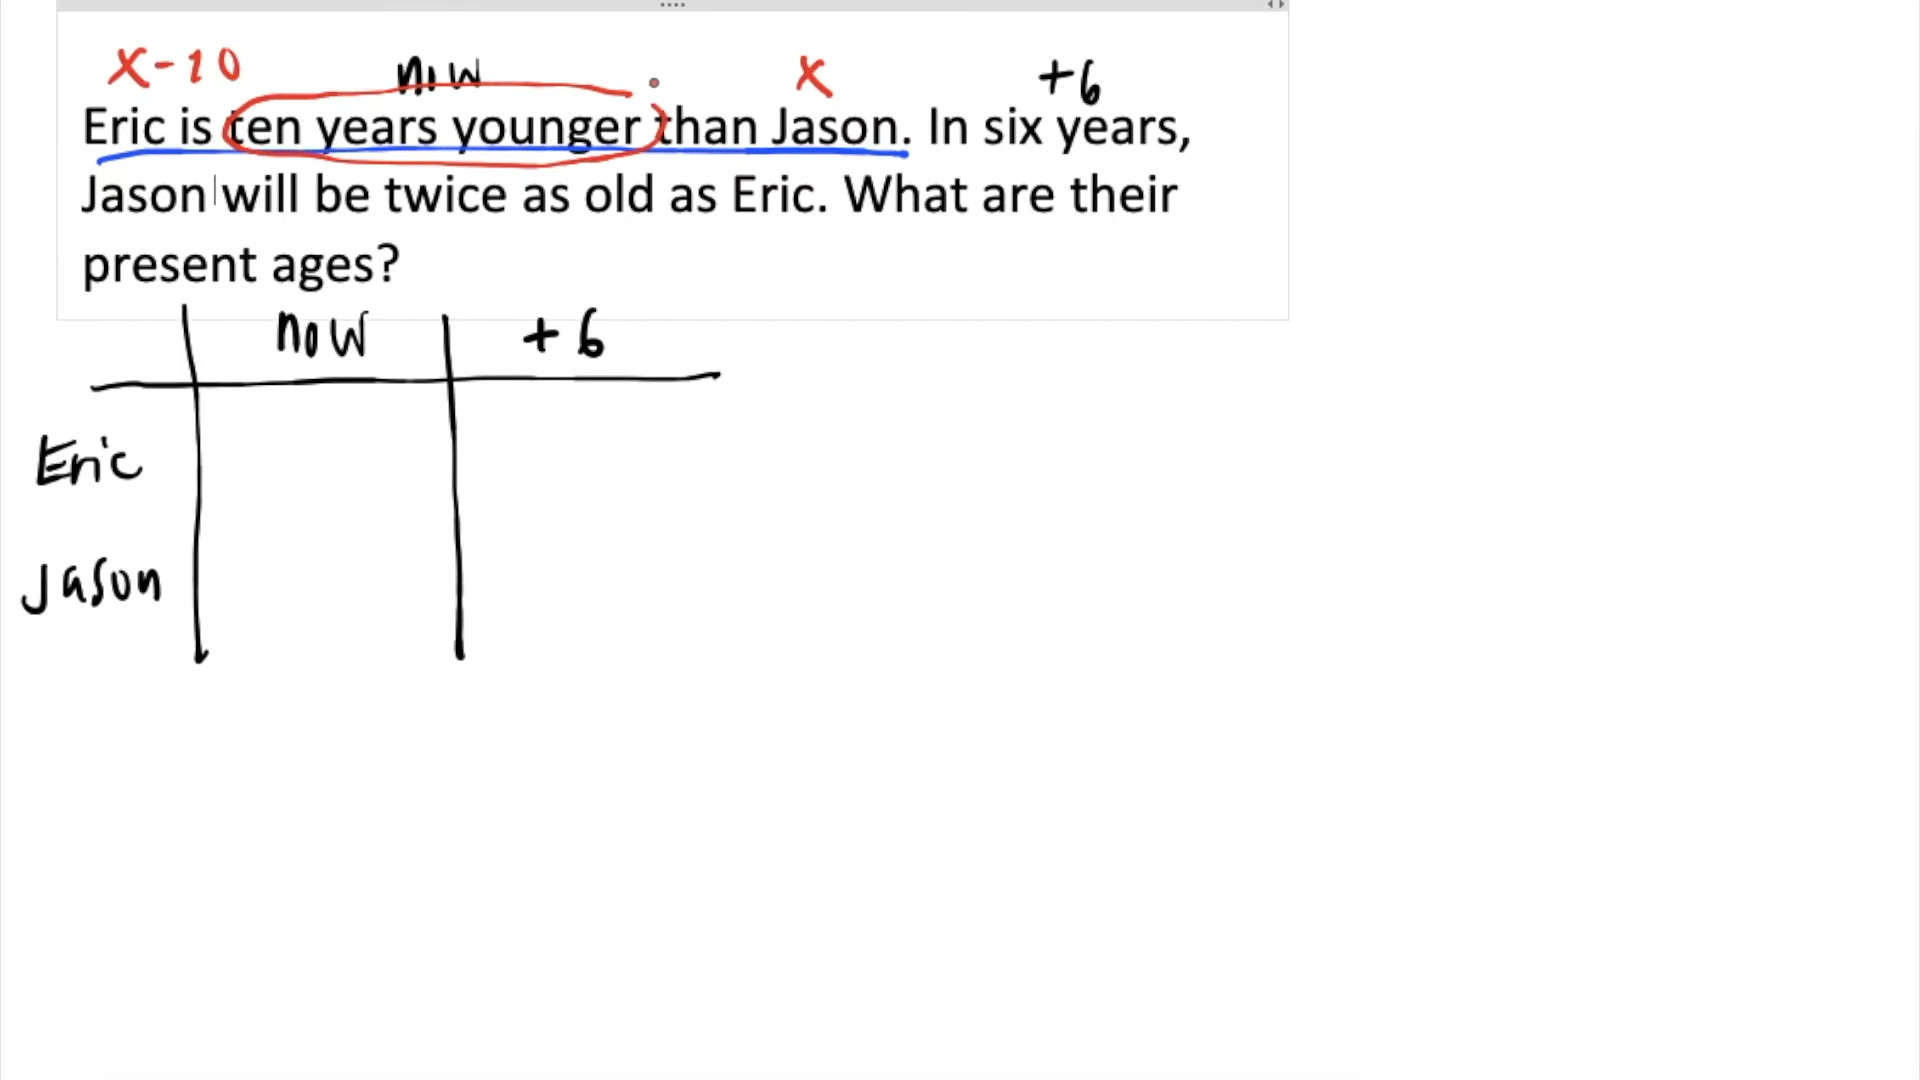 x-10 now x +6
Eric is ten years younger than Jason. In six years,
Jason will be twice as old as Eric. What are their
present ages?
now +6
Eric
Jason